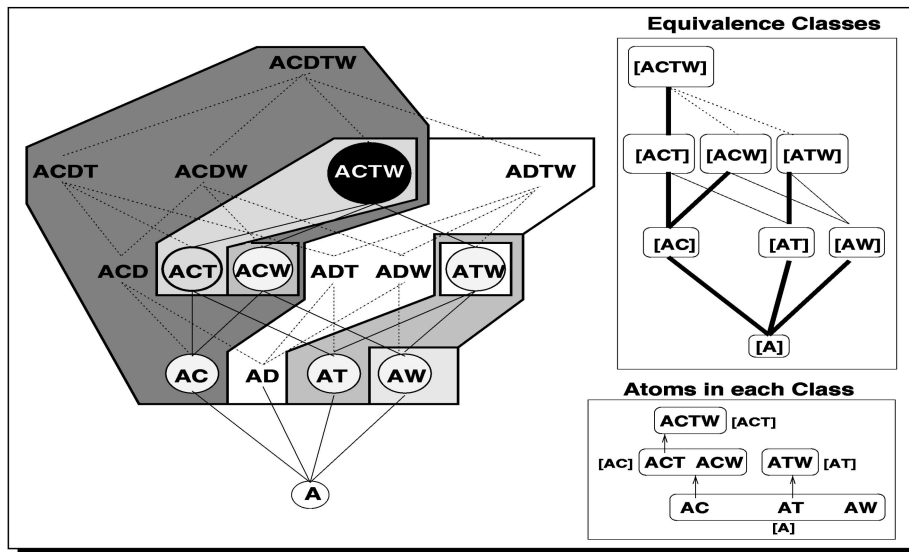 ACDTW
ACDT ACDW ACTW ADTW
ACD ACT ACW ADT ADW ATW
AC AD AT AW
A
Equivalence Classes
[ACTW]
[ACT] [ACW] [ATW]
[AC] [AT] [AW]
[A]
Atoms in each Class
ACTW [ACT]
[AC] ACT ACW ATW [AT]
AC AT AW
[A]